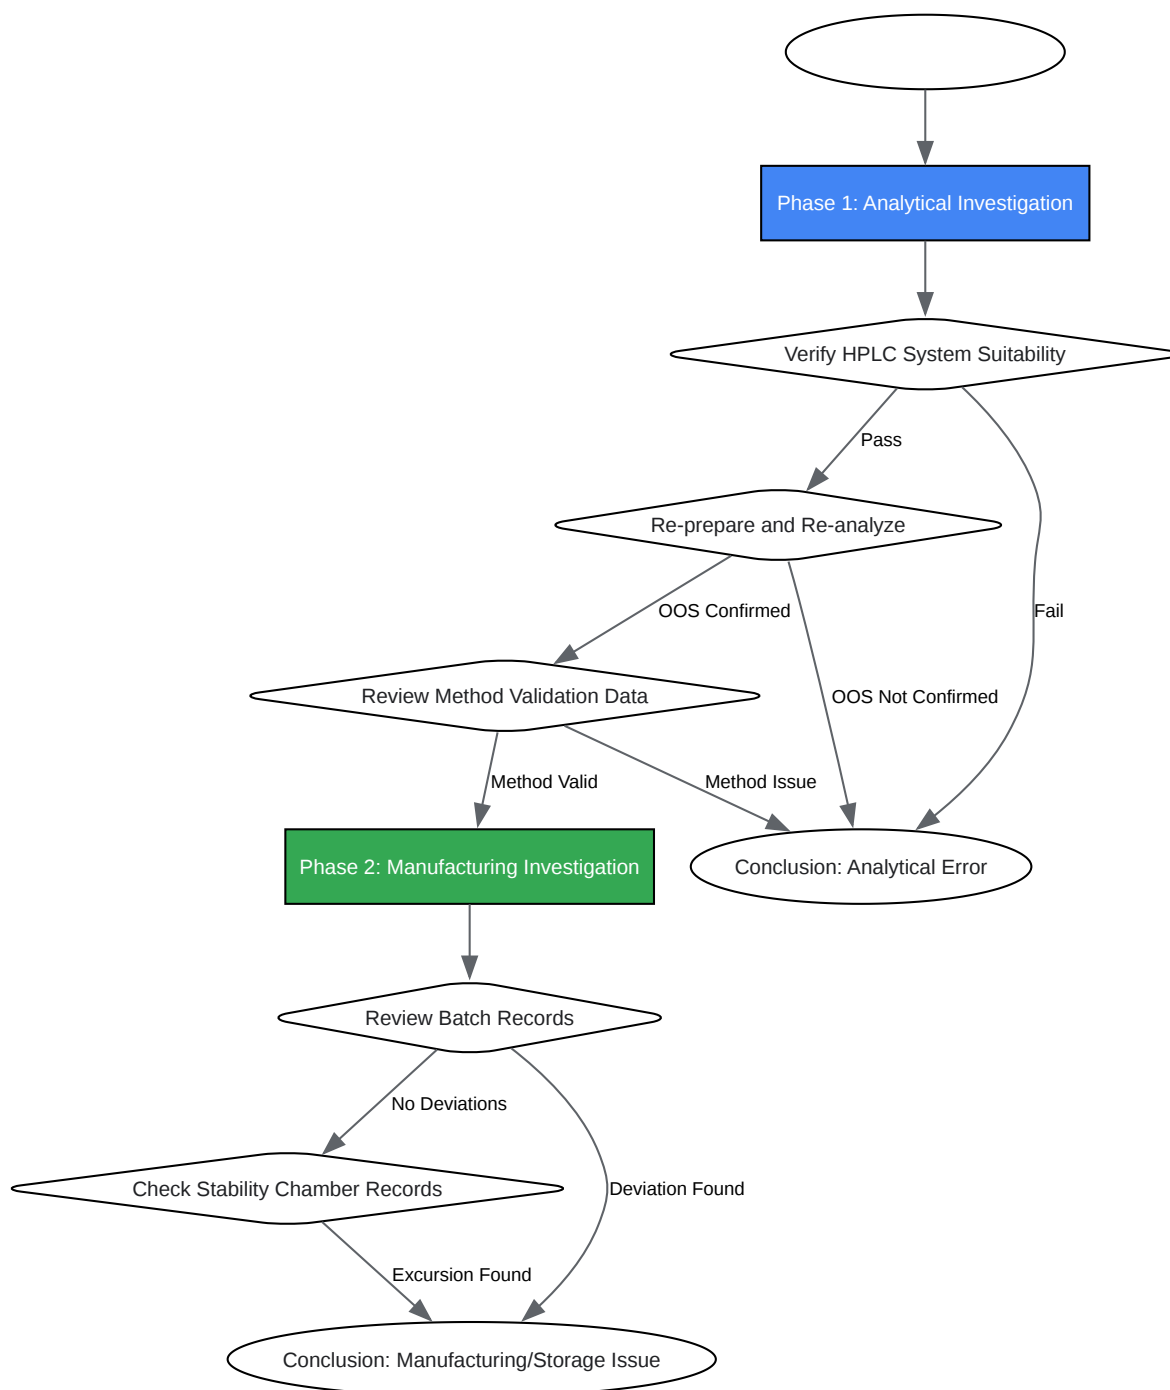 Phase 1: Analytical Investigation
Verify HPLC System Suitability
Pass
Re-prepare and Re-analyze
OOS Confirmed
Fail
Review Method Validation Data
OOS Not Confirmed
Method Valid
Method Issue
Phase 2: Manufacturing Investigation
Conclusion: Analytical Error
Review Batch Records
No Deviations
Check Stability Chamber Records
Deviation Found
Excursion Found
Conclusion: Manufacturing/Storage Issue